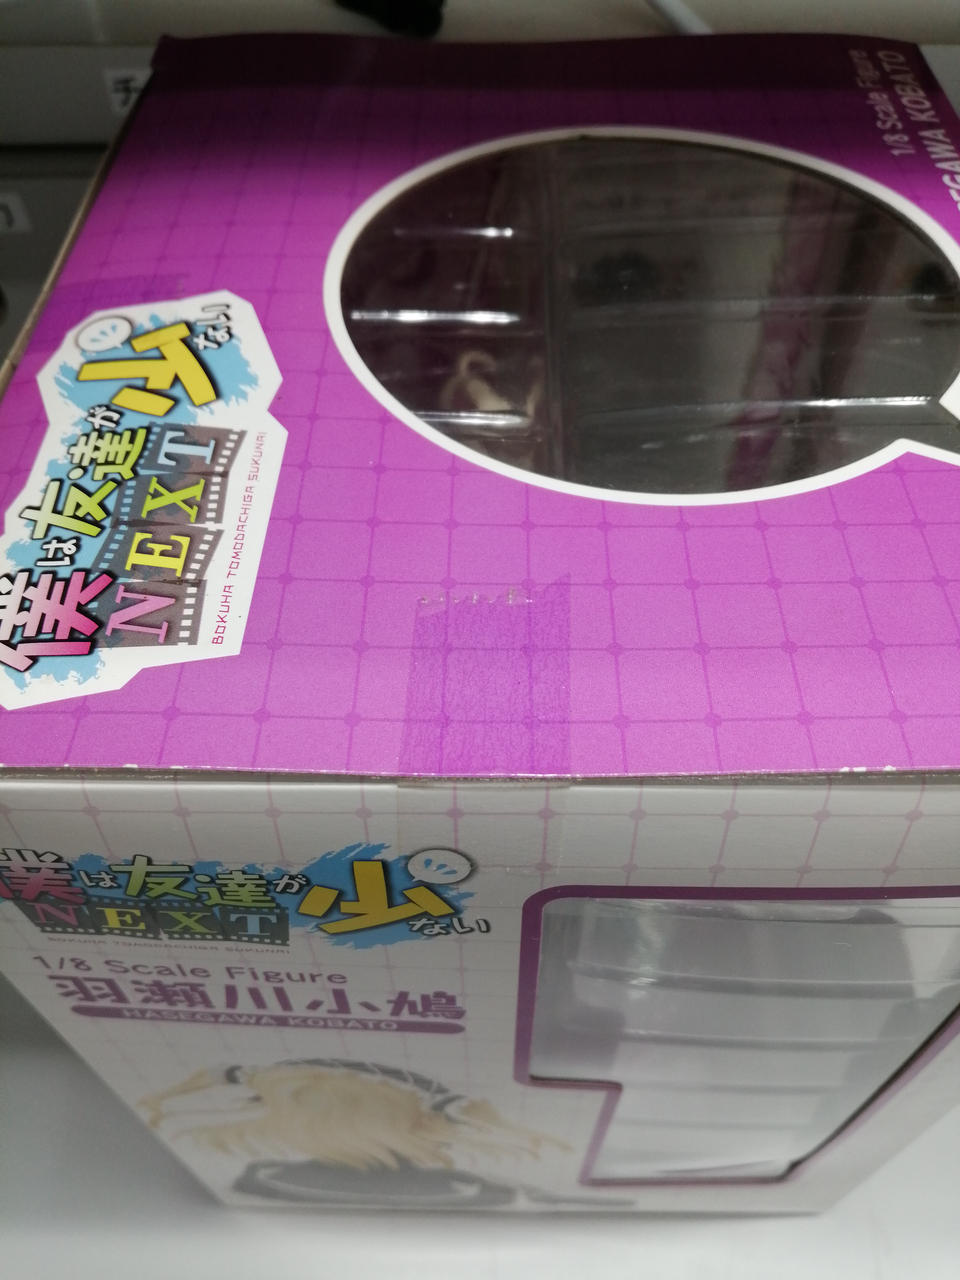 1/8 Scale Figure
EGAWA KOBATO
僕は友達が少ない
NEXT
BOKUHA TOMODACHIGA SUKUNAI
僕は友達が少ない
NEXT
BOKUHA TOMODACHIGA SUKUNAI
1/8 Scale Figure
羽瀬川小鳩
HASEGAWA KOBATO